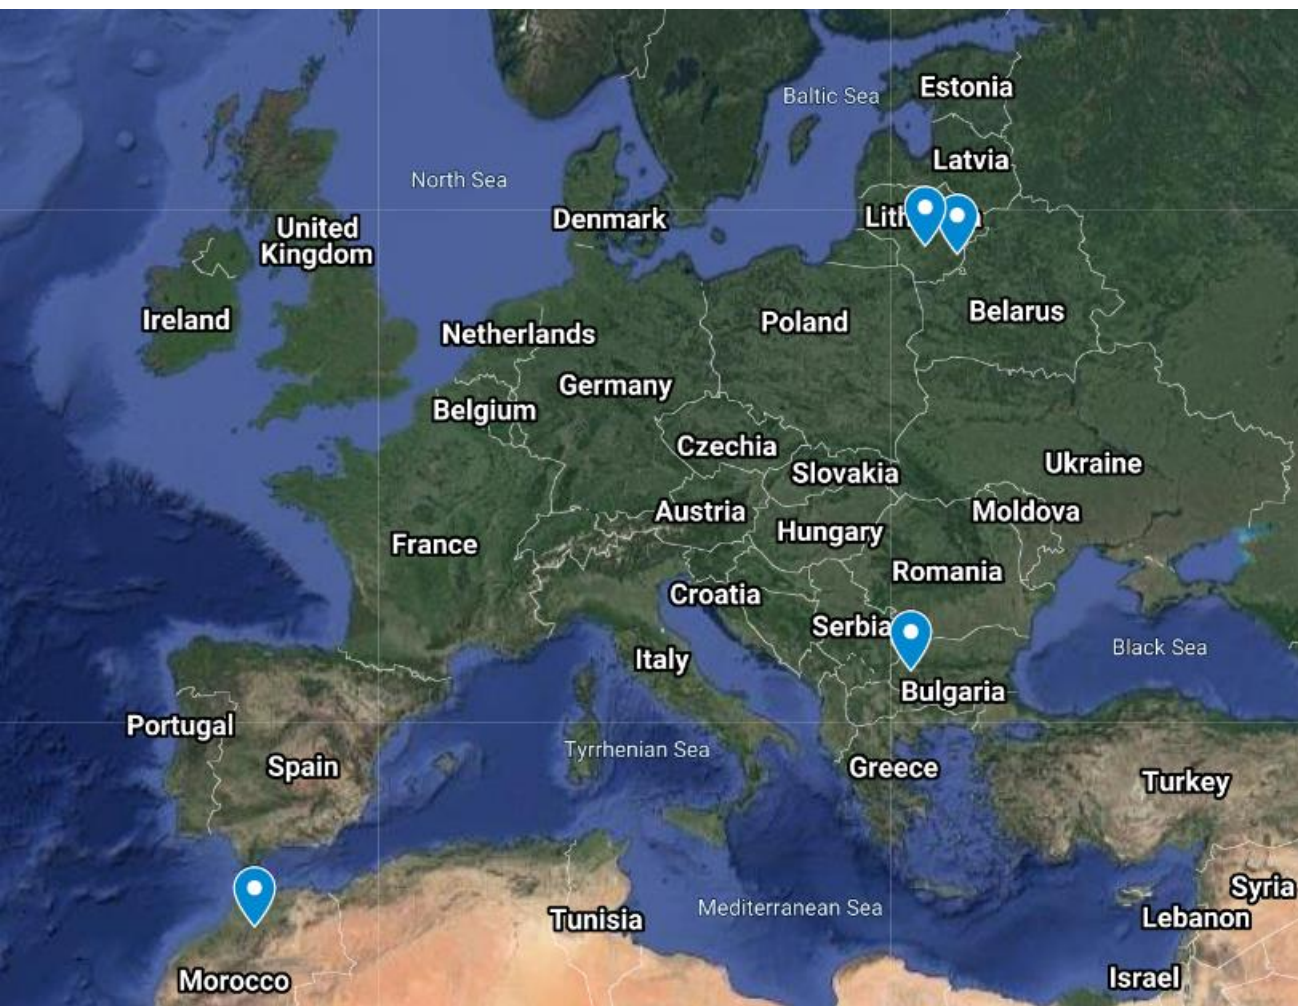 Baltic Sea
Estonia
Latvia
North Sea
Denmark
Lith
United
Kingdom
Ireland
Belarus
Poland
Netherlands
Germany
Belgium
Czechia
Slovakia
Ukraine
Austria
Moldova
Hungary
France
Romania
Croatia
Serbia
Black Sea
Italy
Bulgaria
Portugal
Tyrrhenian Sea
Spain
Greece
Turkey
Syria
Mediterranean Sea
Lebanon
Tunisia
Morocco
Israel